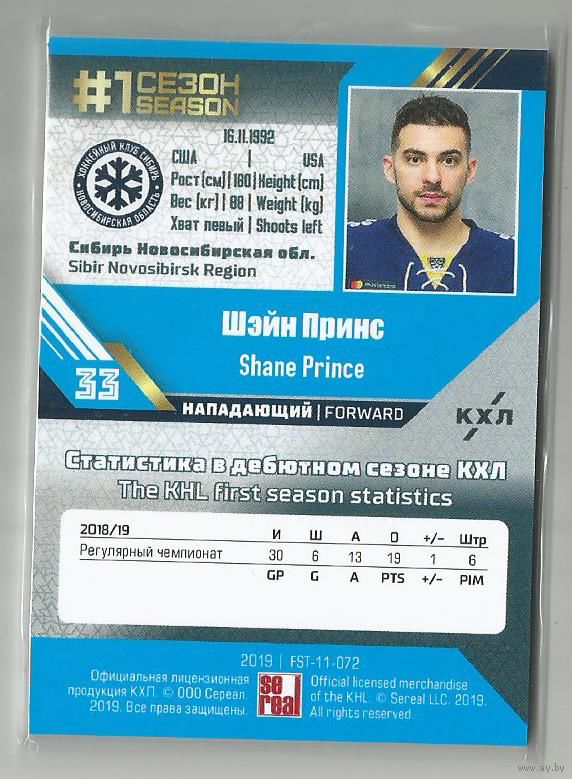 #1 СЕЗОН
SEASON
16.11.1992
США | USA
Рост (см) | 180 | Height (cm)
Вес (кг) | 88 | Weight (kg)
Хват левый | Shoots left
ХОККЕЙНЫЙ КЛУБ СИБИРЬ
НОВОСИБИРСКАЯ ОБЛАСТЬ
Сибирь Новосибирская обл.
Sibir Novosibirsk Region
mastercard
Шэйн Принс
Shane Prince
33
НАПАДАЮЩИЙ | FORWARD
КХЛ
Статистика в дебютном сезоне КХЛ
The KHL first season statistics
2018/19 И Ш А О +/– Штр
Регулярный чемпионат 30 6 13 19 1 6
GP G A PTS +/– PIM
2019 | FST-11-072
Официальная лицензионная
продукция КХЛ. © ООО Сереал.
2019. Все права защищены.
se
real
Official licensed merchandise
of the KHL. © Sereal LLC. 2019.
All rights reserved.
www.ay.by